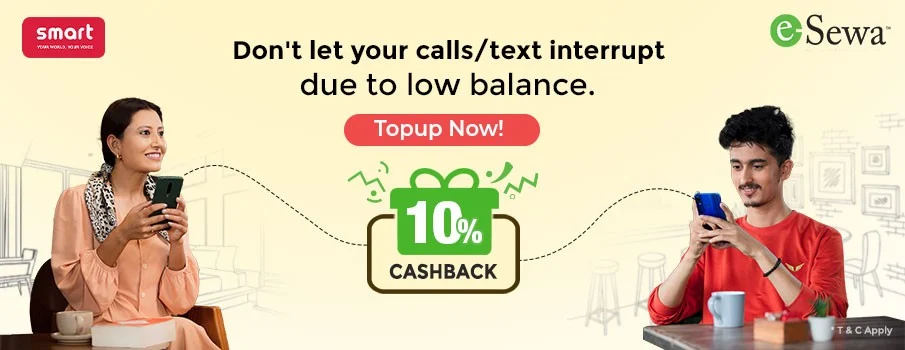 smart
YOUR WORLD, YOUR VOICE
e-Sewa™
Don't let your calls/text interrupt
due to low balance.
Topup Now!
10%
CASHBACK
* T & C Apply